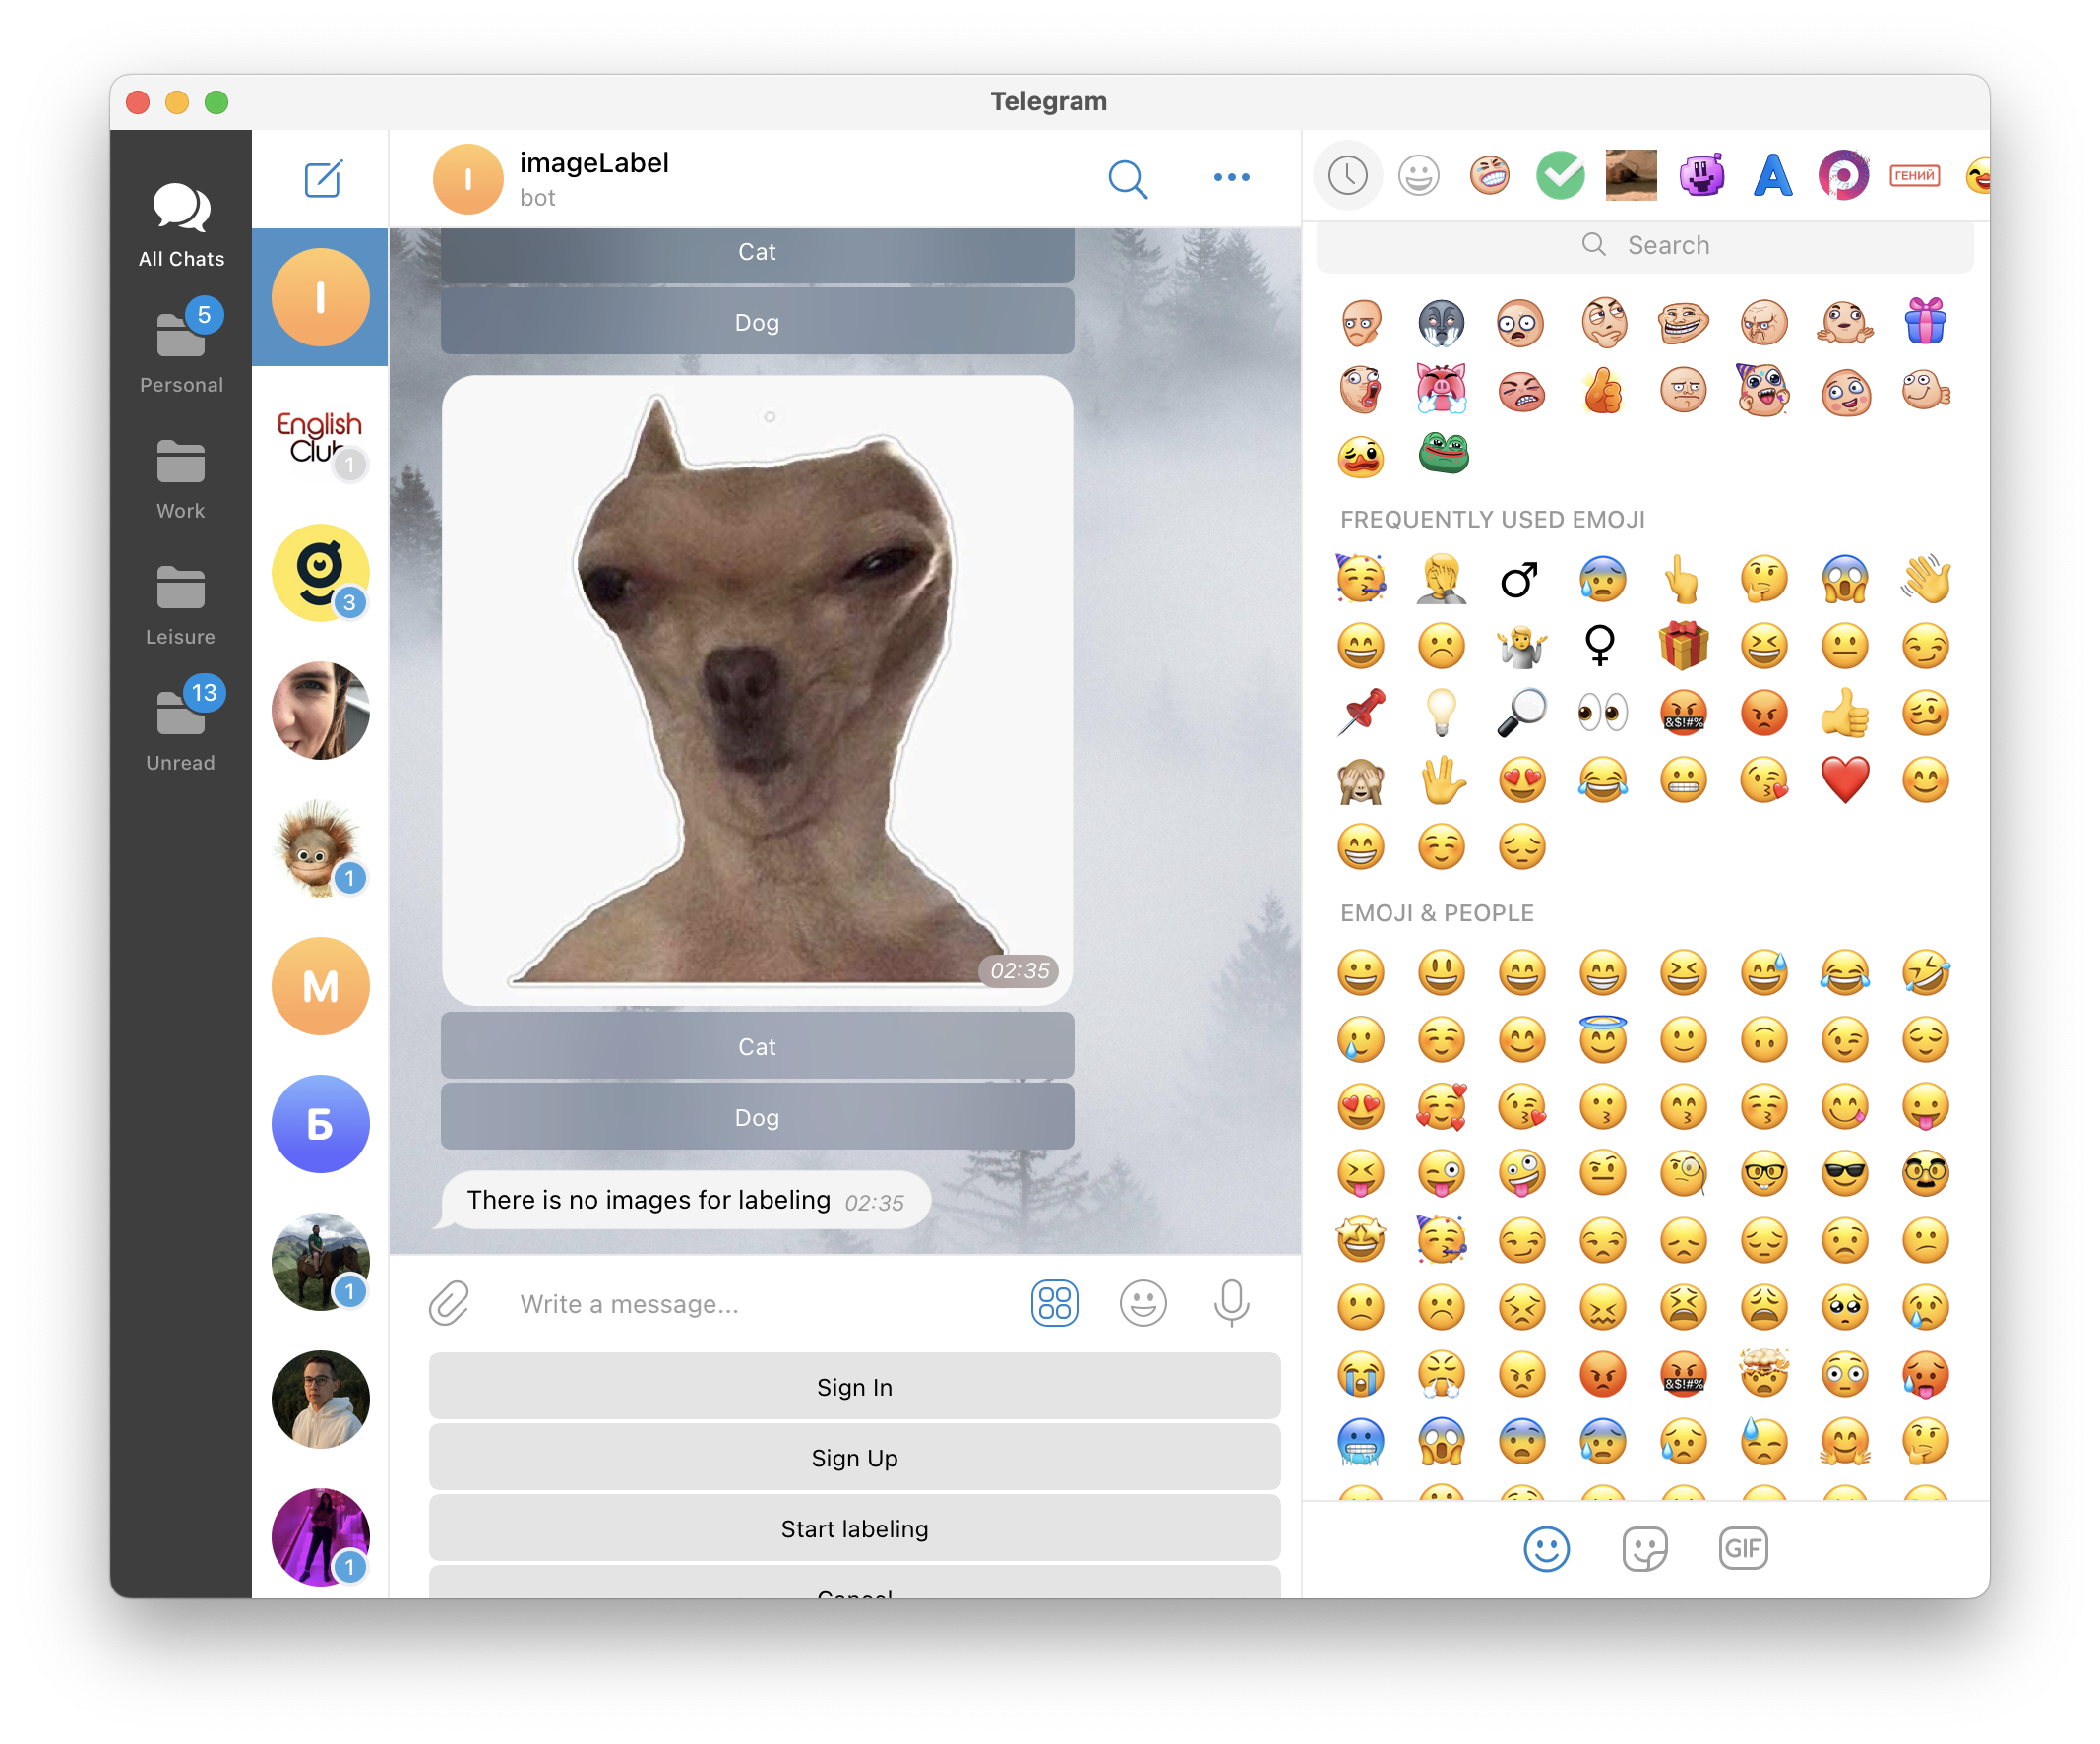 Telegram
All Chats
5
Personal
Work
Leisure
13
Unread
I
English
Club
1
3
1
М
Б
1
1
I
imageLabel
bot
Cat
Dog
02:35
Cat
Dog
There is no images for labeling 02:35
Write a message...
Sign In
Sign Up
Start labeling
Cancel
ГЕНИЙ
Search
FREQUENTLY USED EMOJI
&$!#%
EMOJI & PEOPLE
&$!#%
GIF